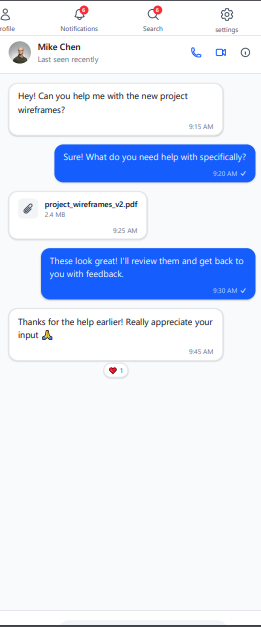 rofile
Notifications
6
Search
6
settings
Mike Chen
Last seen recently
Hey! Can you help me with the new project
wireframes?
9:15 AM
Sure! What do you need help with specifically?
9:20 AM ✓
project_wireframes_v2.pdf
2.4 MB
9:25 AM
These look great! I'll review them and get back to
you with feedback.
9:30 AM ✓
Thanks for the help earlier! Really appreciate your
input 🙏
9:45 AM
❤️ 1